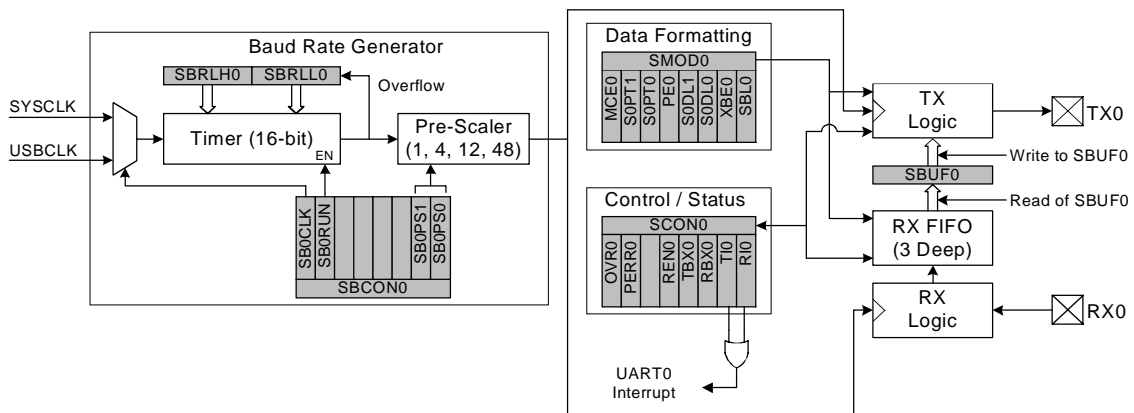 Baud Rate Generator
SBRLH0 SBRLL0
Overflow
SYSCLK
USBCLK
Timer (16-bit)
EN
Pre-Scaler
(1, 4, 12, 48)
SB0CLK
SB0RUN
SB0PS1
SB0PS0
SBCON0
Data Formatting
SMOD0
MCE0
S0PT1
S0PT0
PE0
S0DL1
S0DL0
XBE0
SBL0
Control / Status
SCON0
OVR0
PERR0
REN0
TBX0
RBX0
TI0
RI0
UART0
Interrupt
TX
Logic
TX0
Write to SBUF0
SBUF0
Read of SBUF0
RX FIFO
(3 Deep)
RX
Logic
RX0